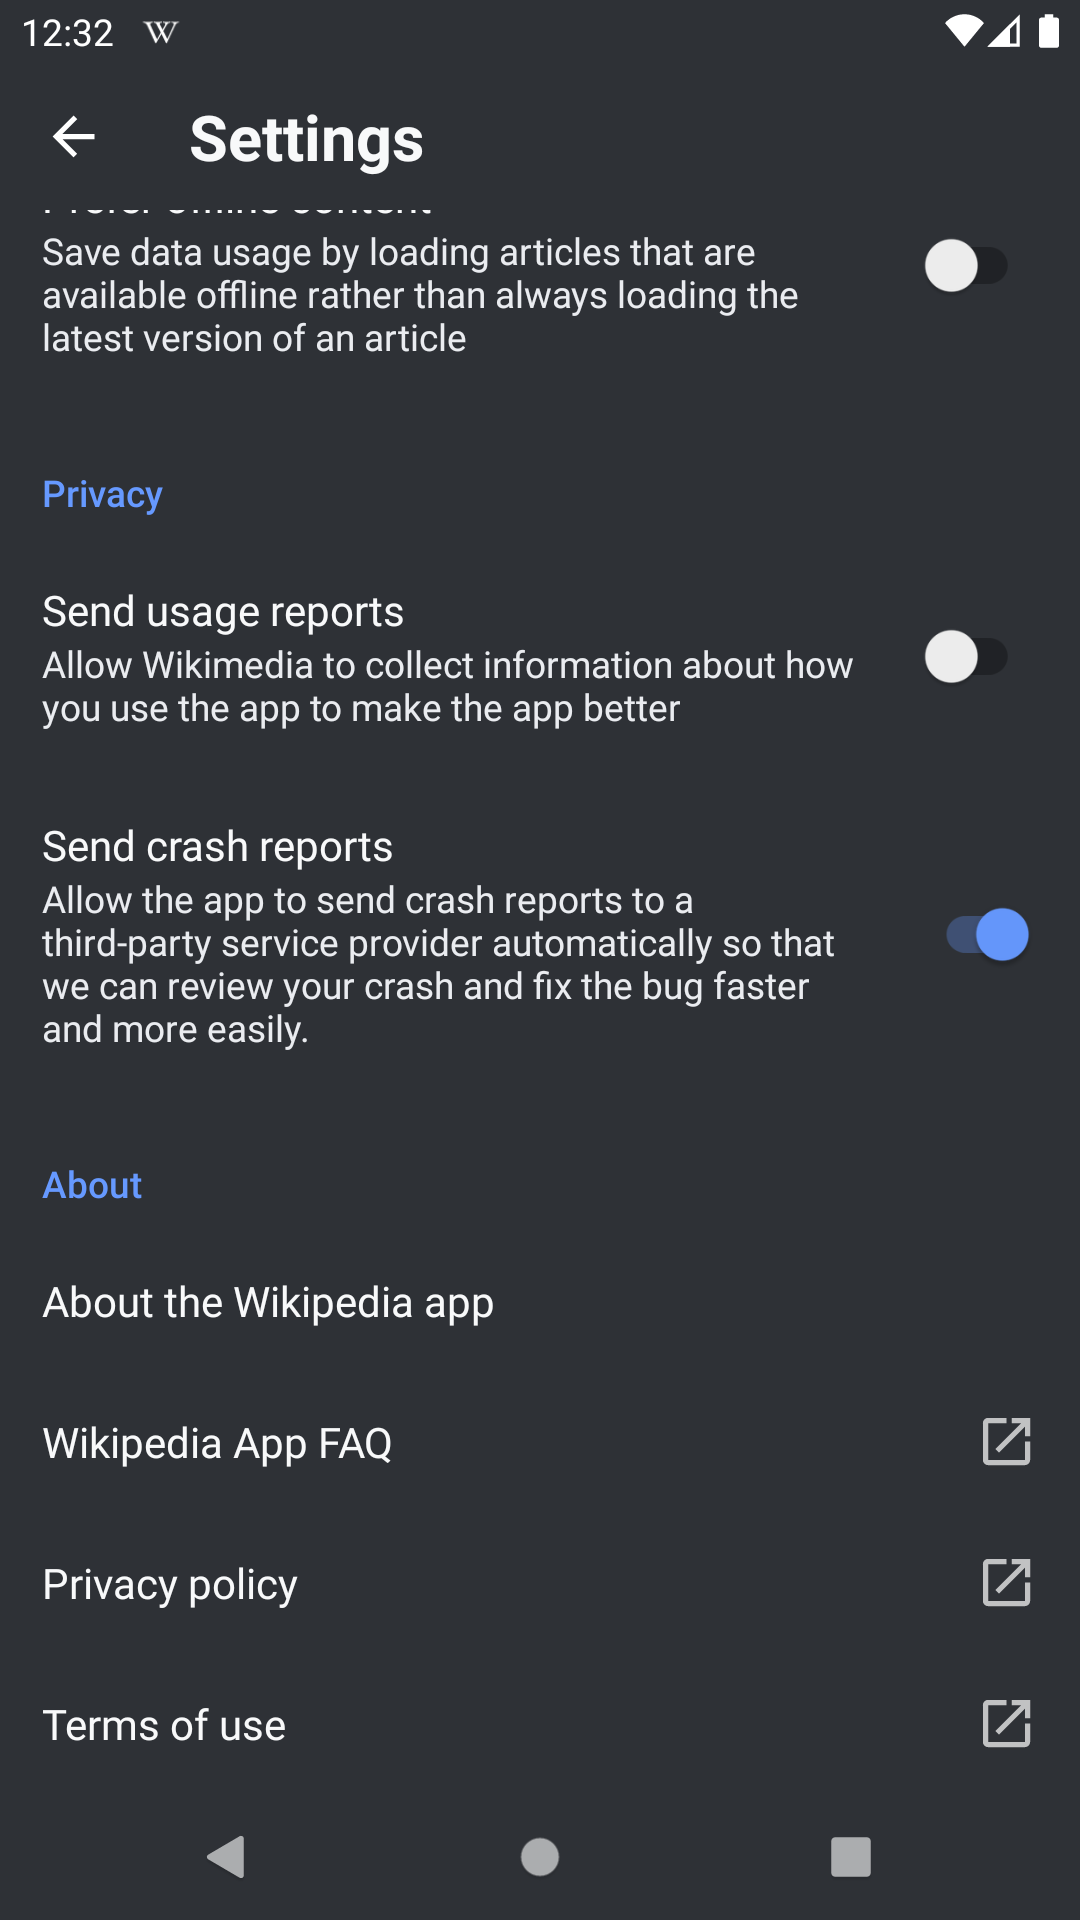 12:32 W
Settings
Prefer offline content
Save data usage by loading articles that are
available offline rather than always loading the
latest version of an article
Privacy
Send usage reports
Allow Wikimedia to collect information about how
you use the app to make the app better
Send crash reports
Allow the app to send crash reports to a
third-party service provider automatically so that
we can review your crash and fix the bug faster
and more easily.
About
About the Wikipedia app
Wikipedia App FAQ
Privacy policy
Terms of use